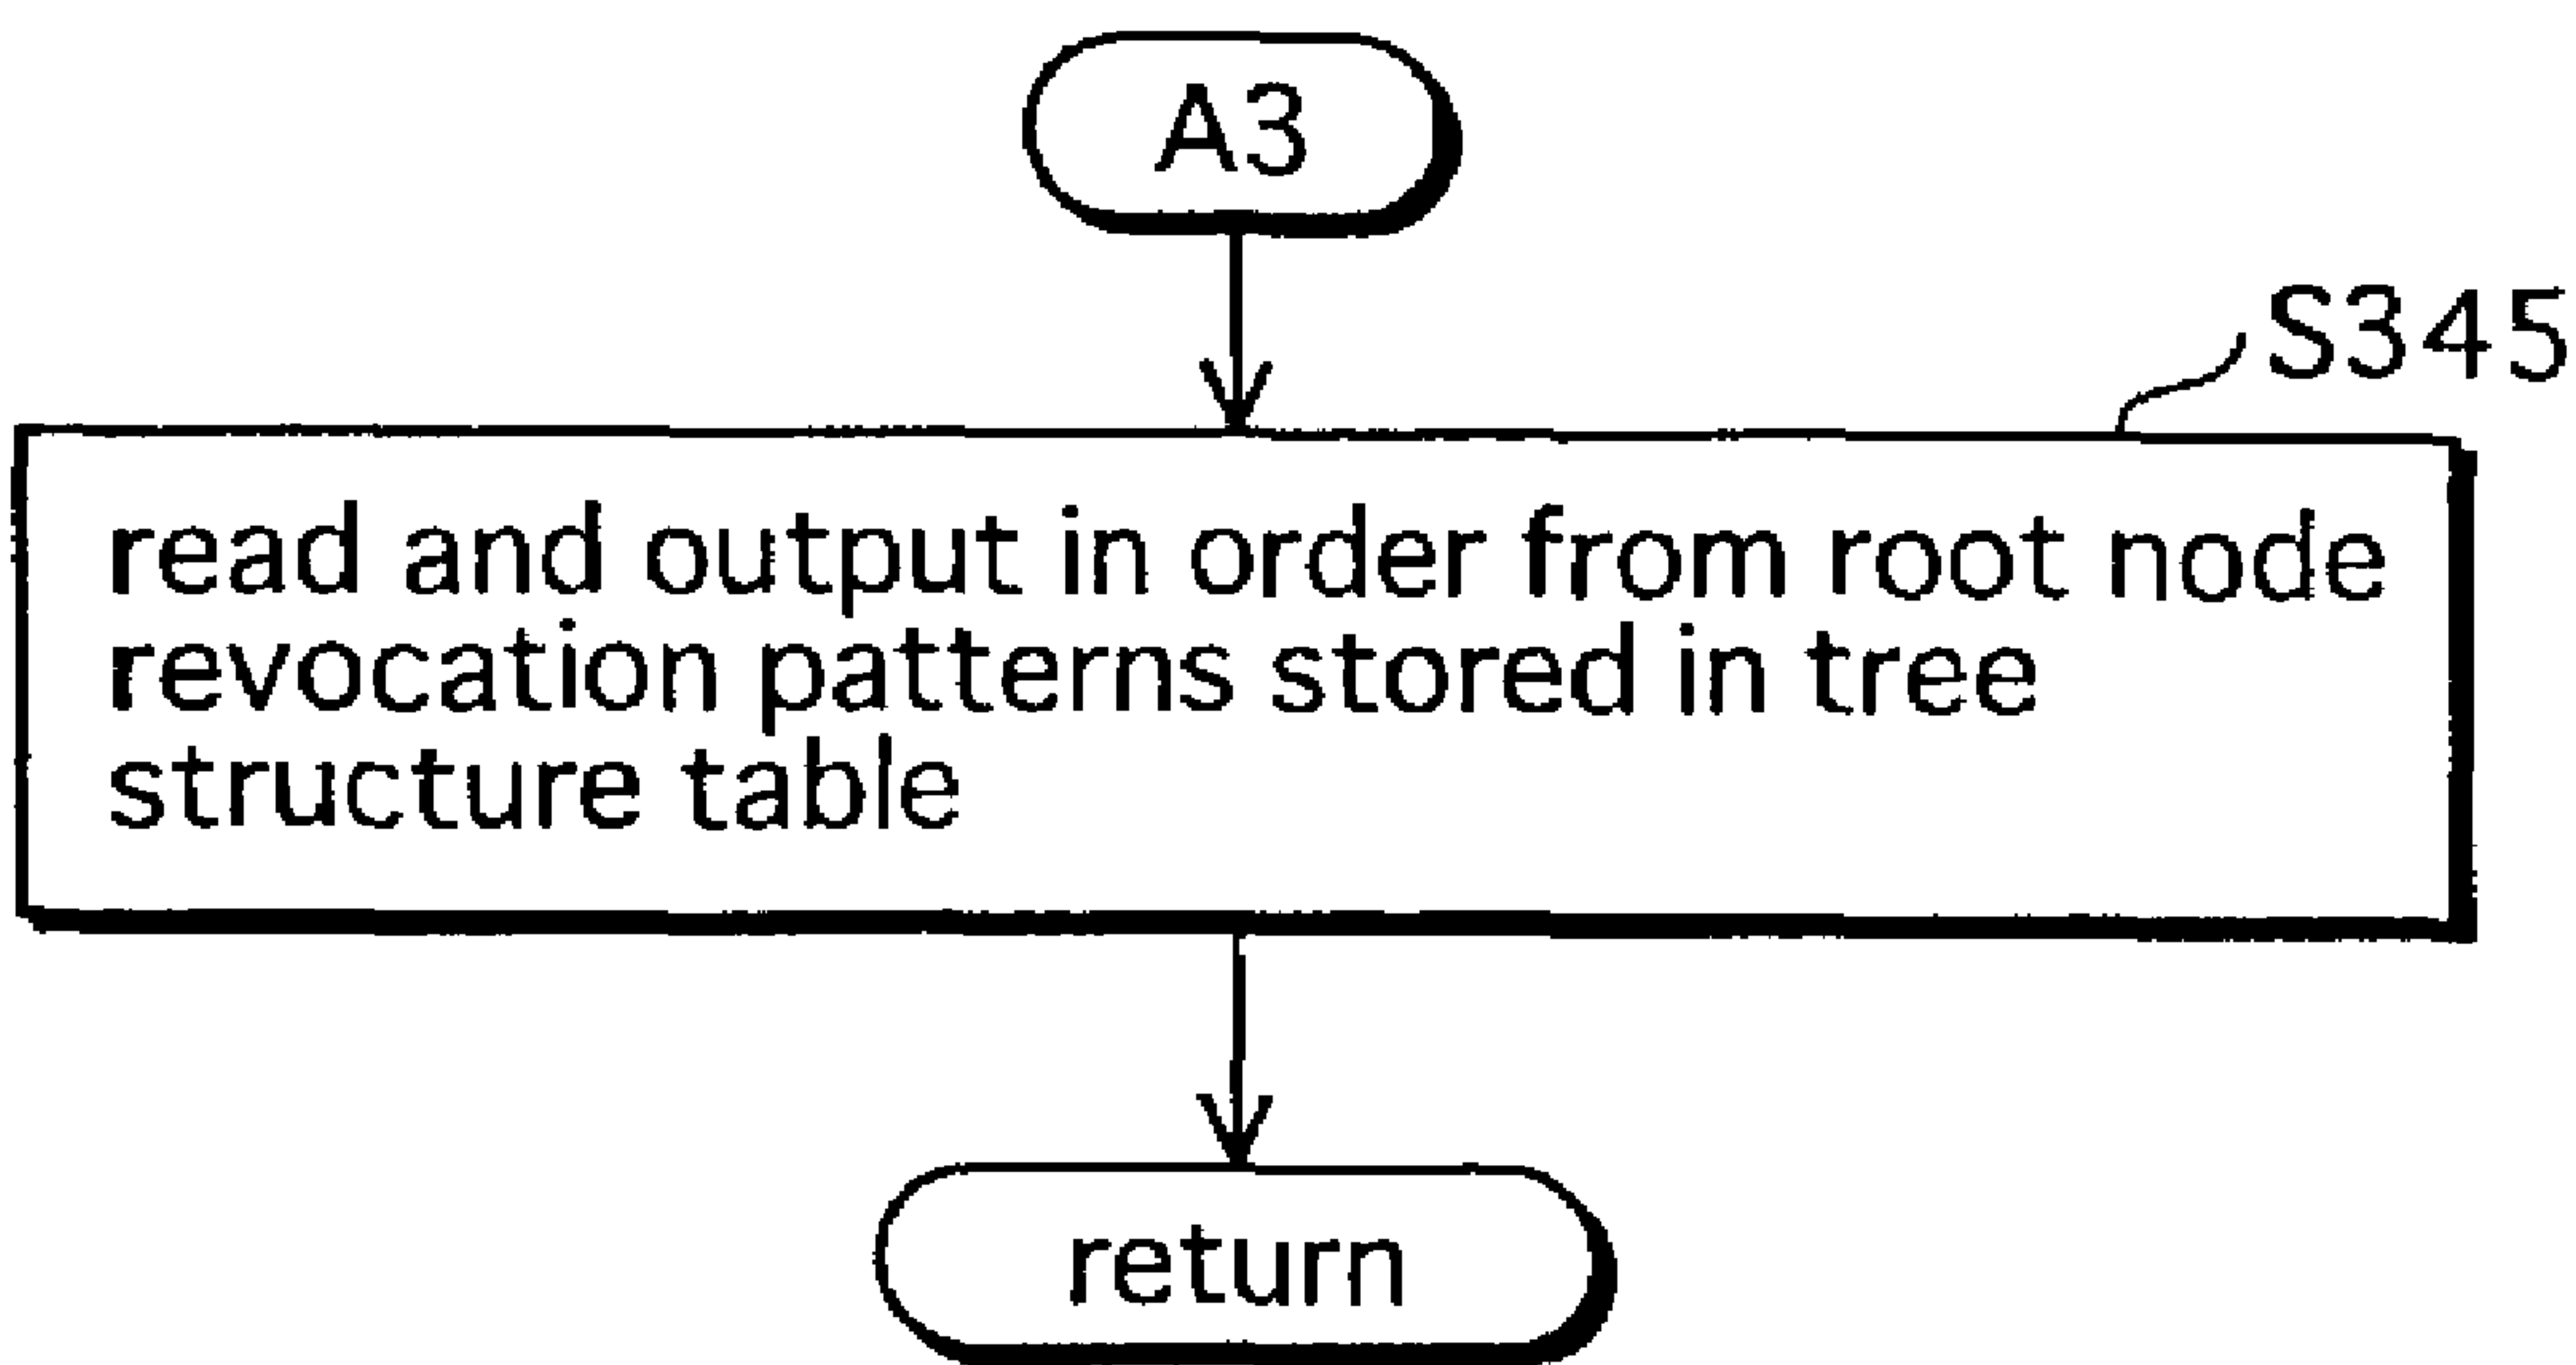 A3
S345
read and output in order from root node
revocation patterns stored in tree
structure table
return